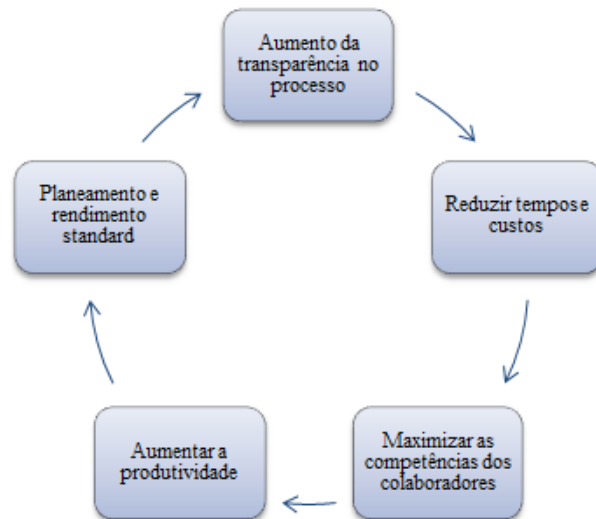 Aumento da
transparência no
processo
Reduzir tempos e
custos
Maximizar as
competências dos
colaboradores
Aumentar a
produtividade
Planeamento e
rendimento
standard